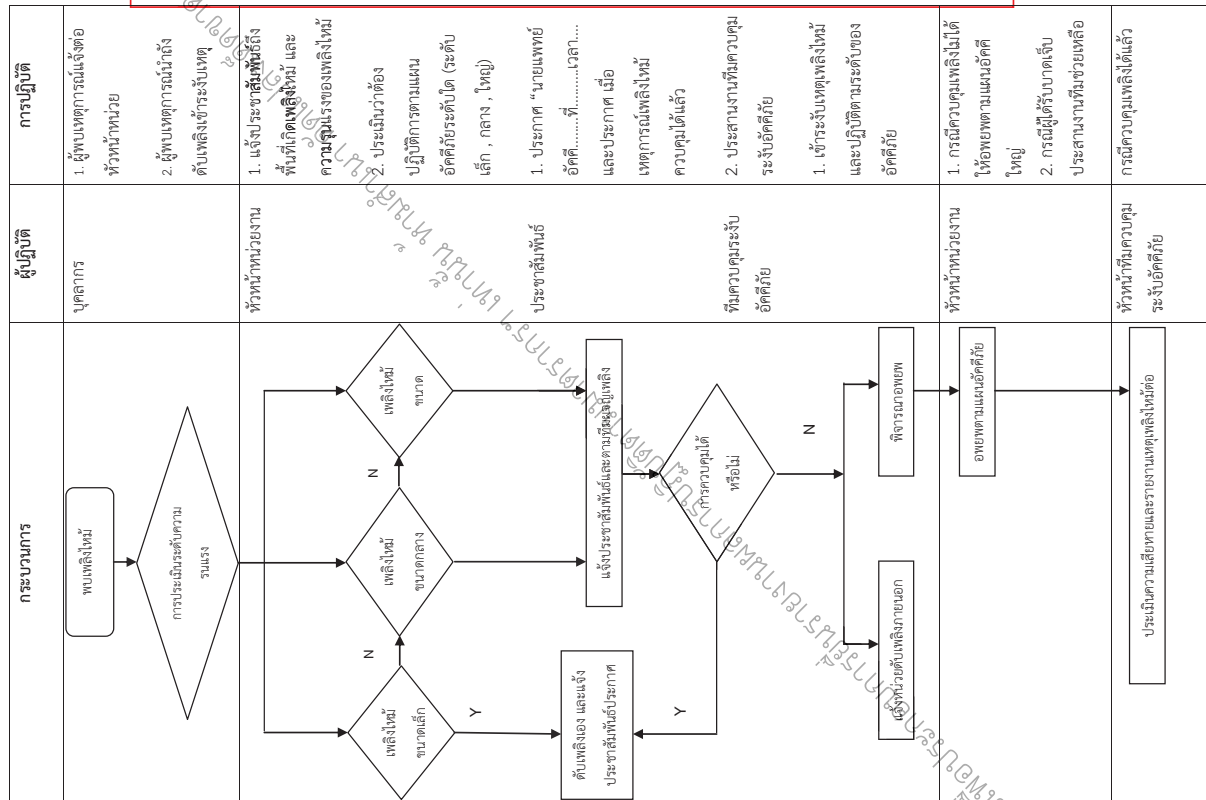 กระบวนการ
ผู้ปฏิบัติ
การปฏิบัติ
พบเพลิงไหม้
การประเมินระดับความ
รนแรง
บุคลากร
1. ผู้พบเหตุการณ์แจ้งต่อ
หัวหน้าหน่วย
2. ผู้พบเหตุการณ์นำถัง
ดับเพลิงเข้าระงับเหตุ
เพลิงไหม้
ขนาดเล็ก
N
เพลิงไหม้
ขนาดกลาง
N
เพลิงไหม้
ขนาด
Y
ดับเพลิงเอง และแจ้ง
ประชาสัมพันธ์ประกาศ
แจ้งประชาสัมพันธ์และตามทีมผจญเพลิง
การควบคุมได้
หรือไม่
Y
N
แจ้งหน่วยดับเพลิงภายนอก
พิจารณาอพยพ
หัวหน้าหน่วยงาน
1. แจ้งประชาสัมพันธ์ถึง
พื้นที่เกิดเพลิงไหม้ และ
ความรุนแรงของเพลิงไหม้
2. ประเมินว่าต้อง
ปฏิบัติการตามแผน
อัคคีภัยระดับใด (ระดับ
เล็ก , กลาง , ใหญ่)
ประชาสัมพันธ์
1. ประกาศ "นายแพทย์
อัคคี.........ที่..........เวลา....
และประกาศ เมื่อ
เหตุการณ์เพลิงไหม้
ควบคุมได้แล้ว
2. ประสานงานทีมควบคุม
ระงับอัคคีภัย
ทีมควบคุมระงับ
อัคคีภัย
1. เข้าระงับเหตุเพลิงไหม้
และปฏิบัติตามระดับของ
อัคคีภัย
อพยพตามแผนอัคคีภัย
หัวหน้าหน่วยงาน
1. กรณีควบคุมเพลิงไม่ได้
ให้อพยพตามแผนอัคคี
ใหญ่
2. กรณีผู้ได้รับบาดเจ็บ
ประสานงานทีมช่วยเหลือ
ประเมินความเสียหายและรายงานเหตุเพลิงไหม้ต่อ
หัวหน้าทีมควบคุม
ระงับอัคคีภัย
กรณีควบคุมเพลิงได้แล้ว